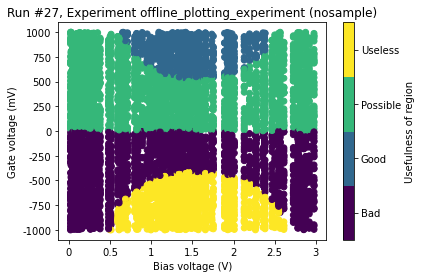 Run #27, Experiment offline_plotting_experiment (nosample)
1000
750
500
250
0
-250
-500
-750
-1000
Gate voltage (mV)
0
0.5
1
1.5
2
2.5
3
Bias voltage (V)
Useless
Possible
Good
Bad
Usefulness of region